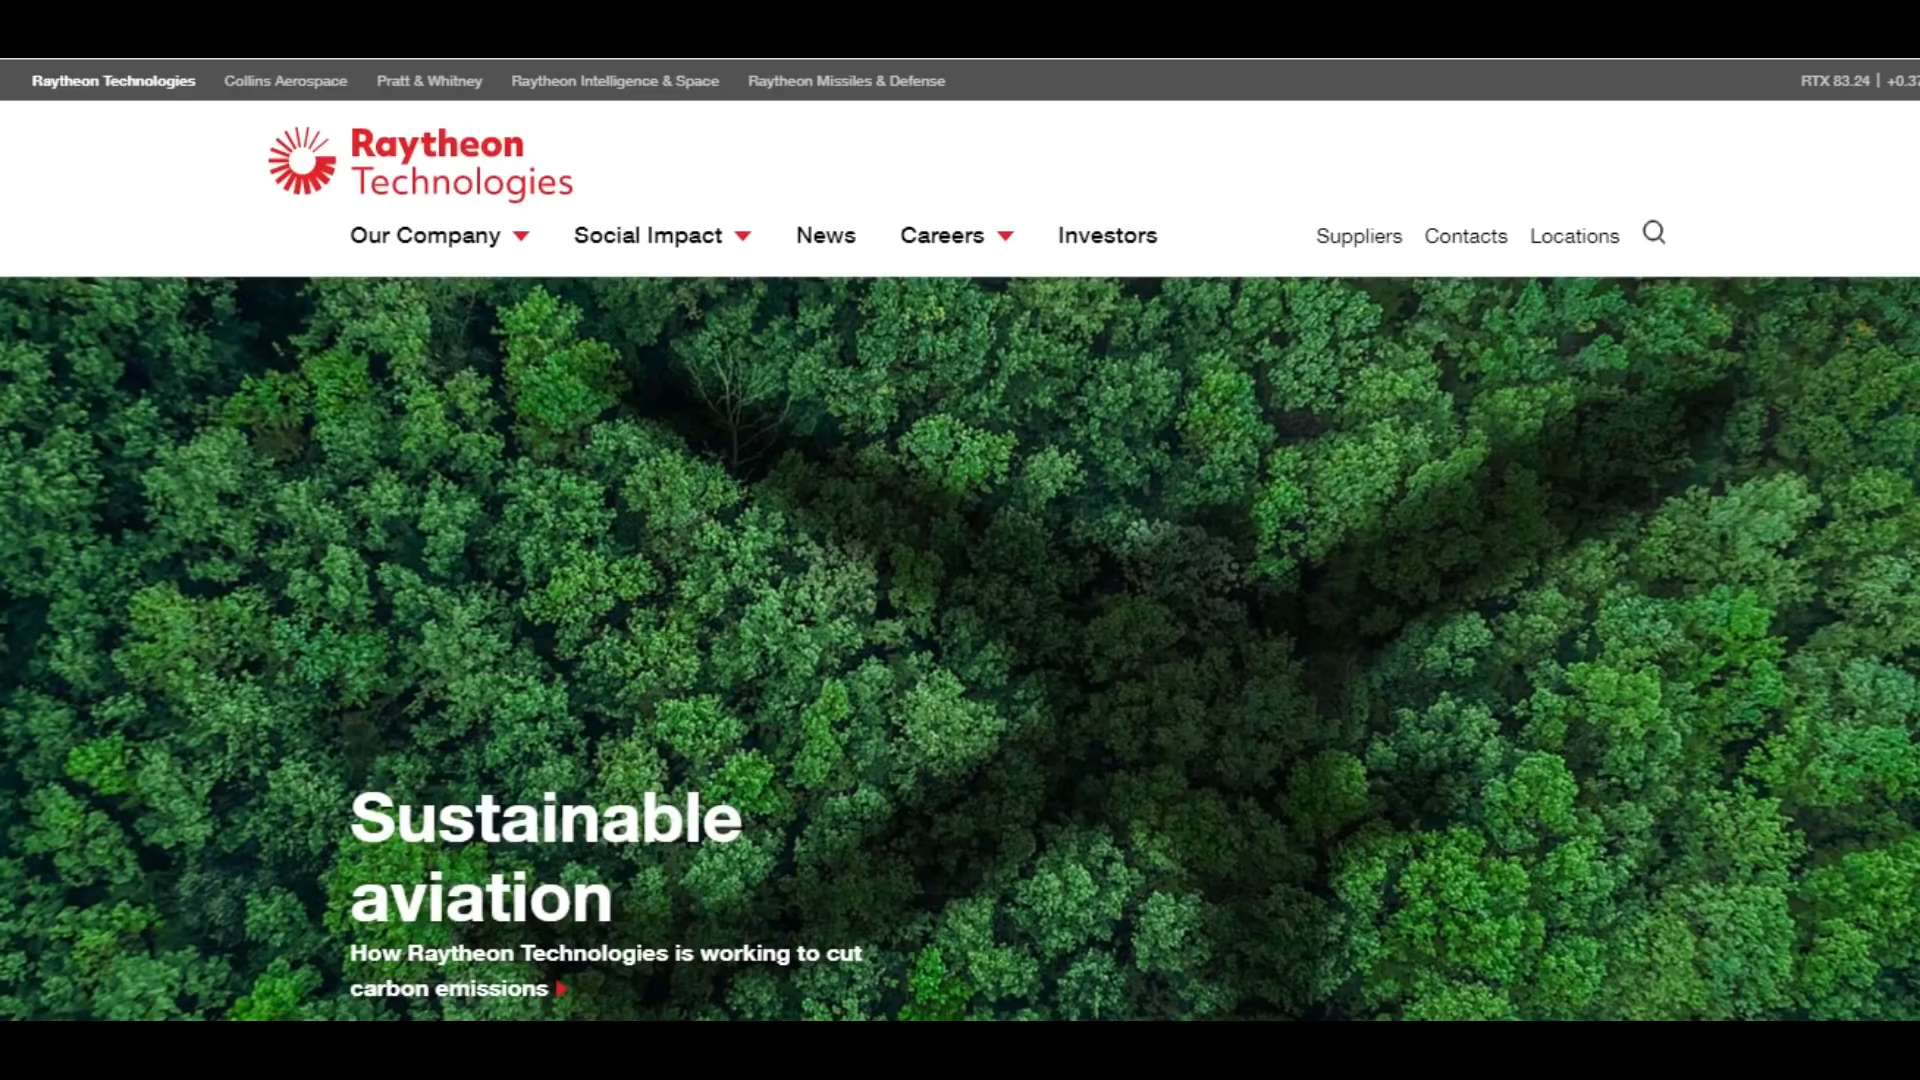 Raytheon Technologies Collins Aerospace Pratt & Whitney Raytheon Intelligence & Space Raytheon Missiles & Defense RTX 83.24 | +0.37
Raytheon
Technologies
Our Company Social Impact News Careers Investors Suppliers Contacts Locations
Sustainable
aviation
How Raytheon Technologies is working to cut
carbon emissions